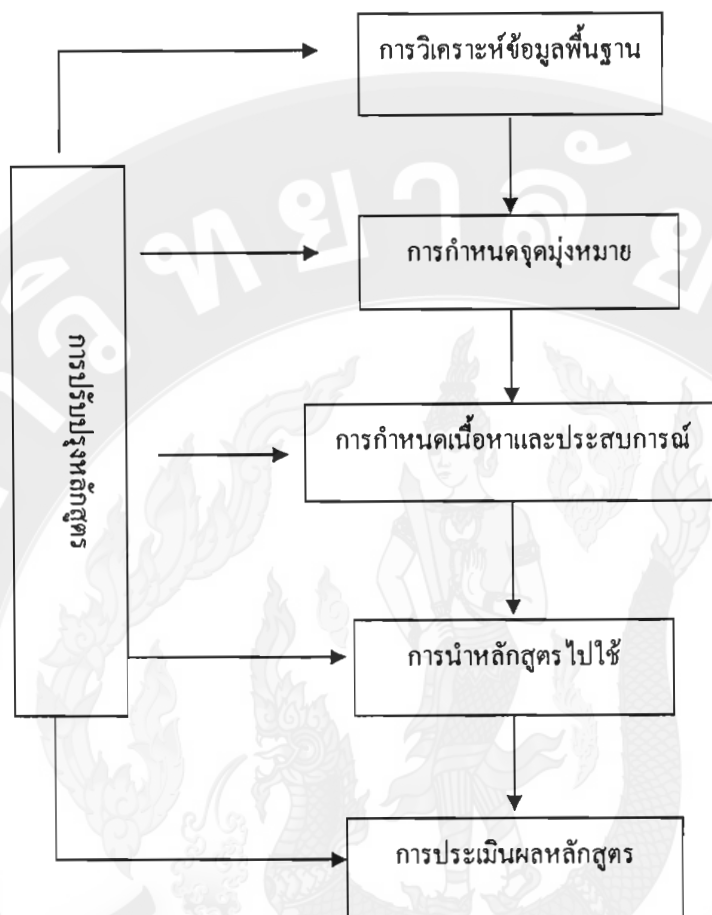 การวิเคราะห์ข้อมูลพื้นฐาน
การกำหนดจุดมุ่งหมาย
การปรับปรุงหลักสูตร
การกำหนดเนื้อหาและประสบการณ์
การนำหลักสูตรไปใช้
การประเมินผลหลักสูตร